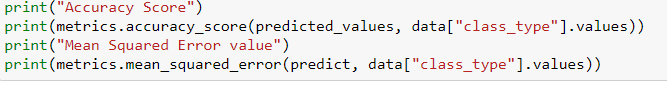 print("Accuracy Score")
print(metrics.accuracy_score(predicted_values, data["class_type"].values))
print("Mean Squared Error value")
print(metrics.mean_squared_error(predict, data["class_type"].values))